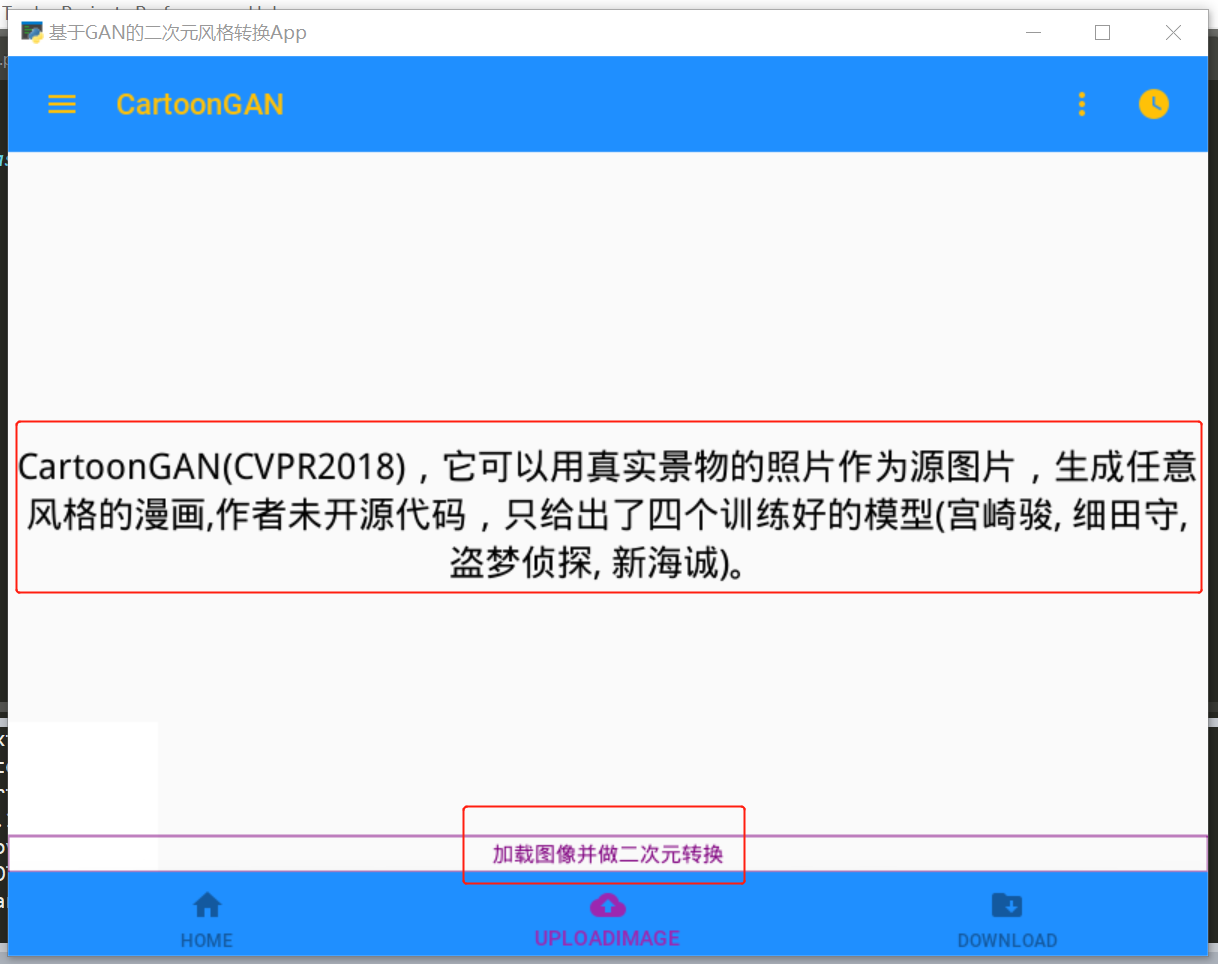 基于GAN的二次元风格转换App
CartoonGAN
CartoonGAN(CVPR2018)，它可以用真实景物的照片作为源图片，生成任意
风格的漫画,作者未开源代码，只给出了四个训练好的模型(宫崎骏, 细田守,
盗梦侦探, 新海诚)。
加载图像并做二次元转换
HOME
UPLOADIMAGE
DOWNLOAD